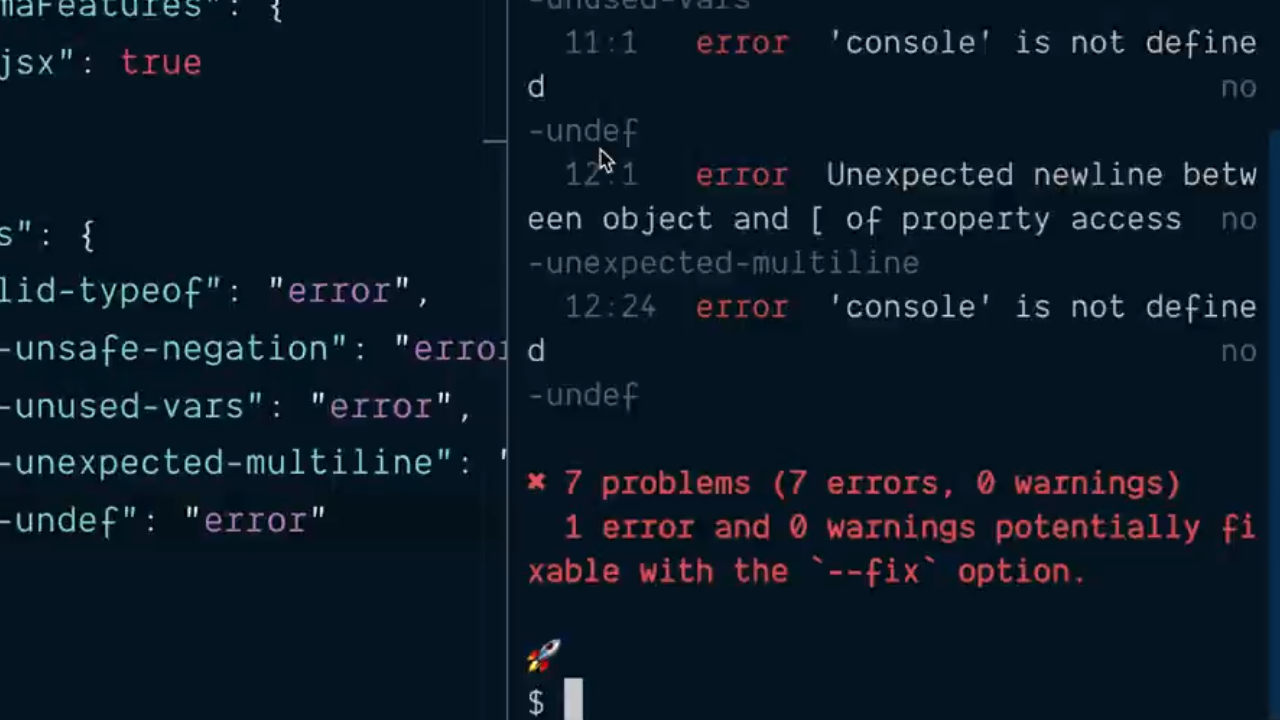 maFeatures": {
jsx": true
s": {
lid-typeof": "error",
-unsafe-negation": "error
-unused-vars": "error",
-unexpected-multiline": "
-undef": "error"
-unused-vars
11:1 error 'console' is not define
d no
-undef
12:1 error Unexpected newline betw
een object and [ of property access no
-unexpected-multiline
12:24 error 'console' is not define
d no
-undef
✖ 7 problems (7 errors, 0 warnings)
1 error and 0 warnings potentially fi
xable with the `--fix` option.
🚀
$